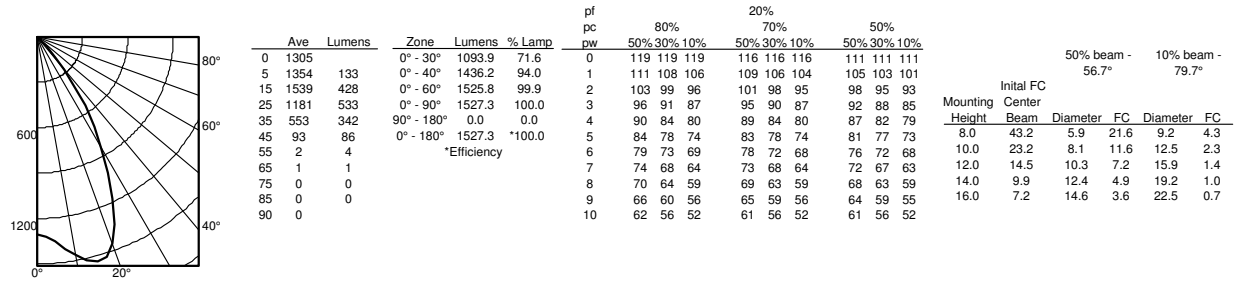 600
1200
0°
20°
40°
60°
80°
Ave Lumens
0 1305
5 1354 133
15 1539 428
25 1181 533
35 553 342
45 93 86
55 2 4
65 1 1
75 0 0
85 0 0
90 0
Zone Lumens % Lamp
0° - 30° 1093.9 71.6
0° - 40° 1436.2 94.0
0° - 60° 1525.8 99.9
0° - 90° 1527.3 100.0
90° - 180° 0.0 0.0
0° - 180° 1527.3 *100.0
*Efficiency
pf 20%
pc 80% 70% 50%
pw 50% 30% 10% 50% 30% 10% 50% 30% 10%
0 119 119 119 116 116 116 111 111 111
1 111 108 106 109 106 104 105 103 101
2 103 99 96 101 98 95 98 95 93
3 96 91 87 95 90 87 92 88 85
4 90 84 80 89 84 80 87 82 79
5 84 78 74 83 78 74 81 77 73
6 79 73 69 78 72 68 76 72 68
7 74 68 64 73 68 64 72 67 63
8 70 64 59 69 63 59 68 63 59
9 66 60 56 65 59 56 64 59 55
10 62 56 52 61 56 52 61 56 52
50% beam - 10% beam -
56.7° 79.7°
Inital FC
Mounting Center
Height Beam Diameter FC Diameter FC
8.0 43.2 5.9 21.6 9.2 4.3
10.0 23.2 8.1 11.6 12.5 2.3
12.0 14.5 10.3 7.2 15.9 1.4
14.0 9.9 12.4 4.9 19.2 1.0
16.0 7.2 14.6 3.6 22.5 0.7